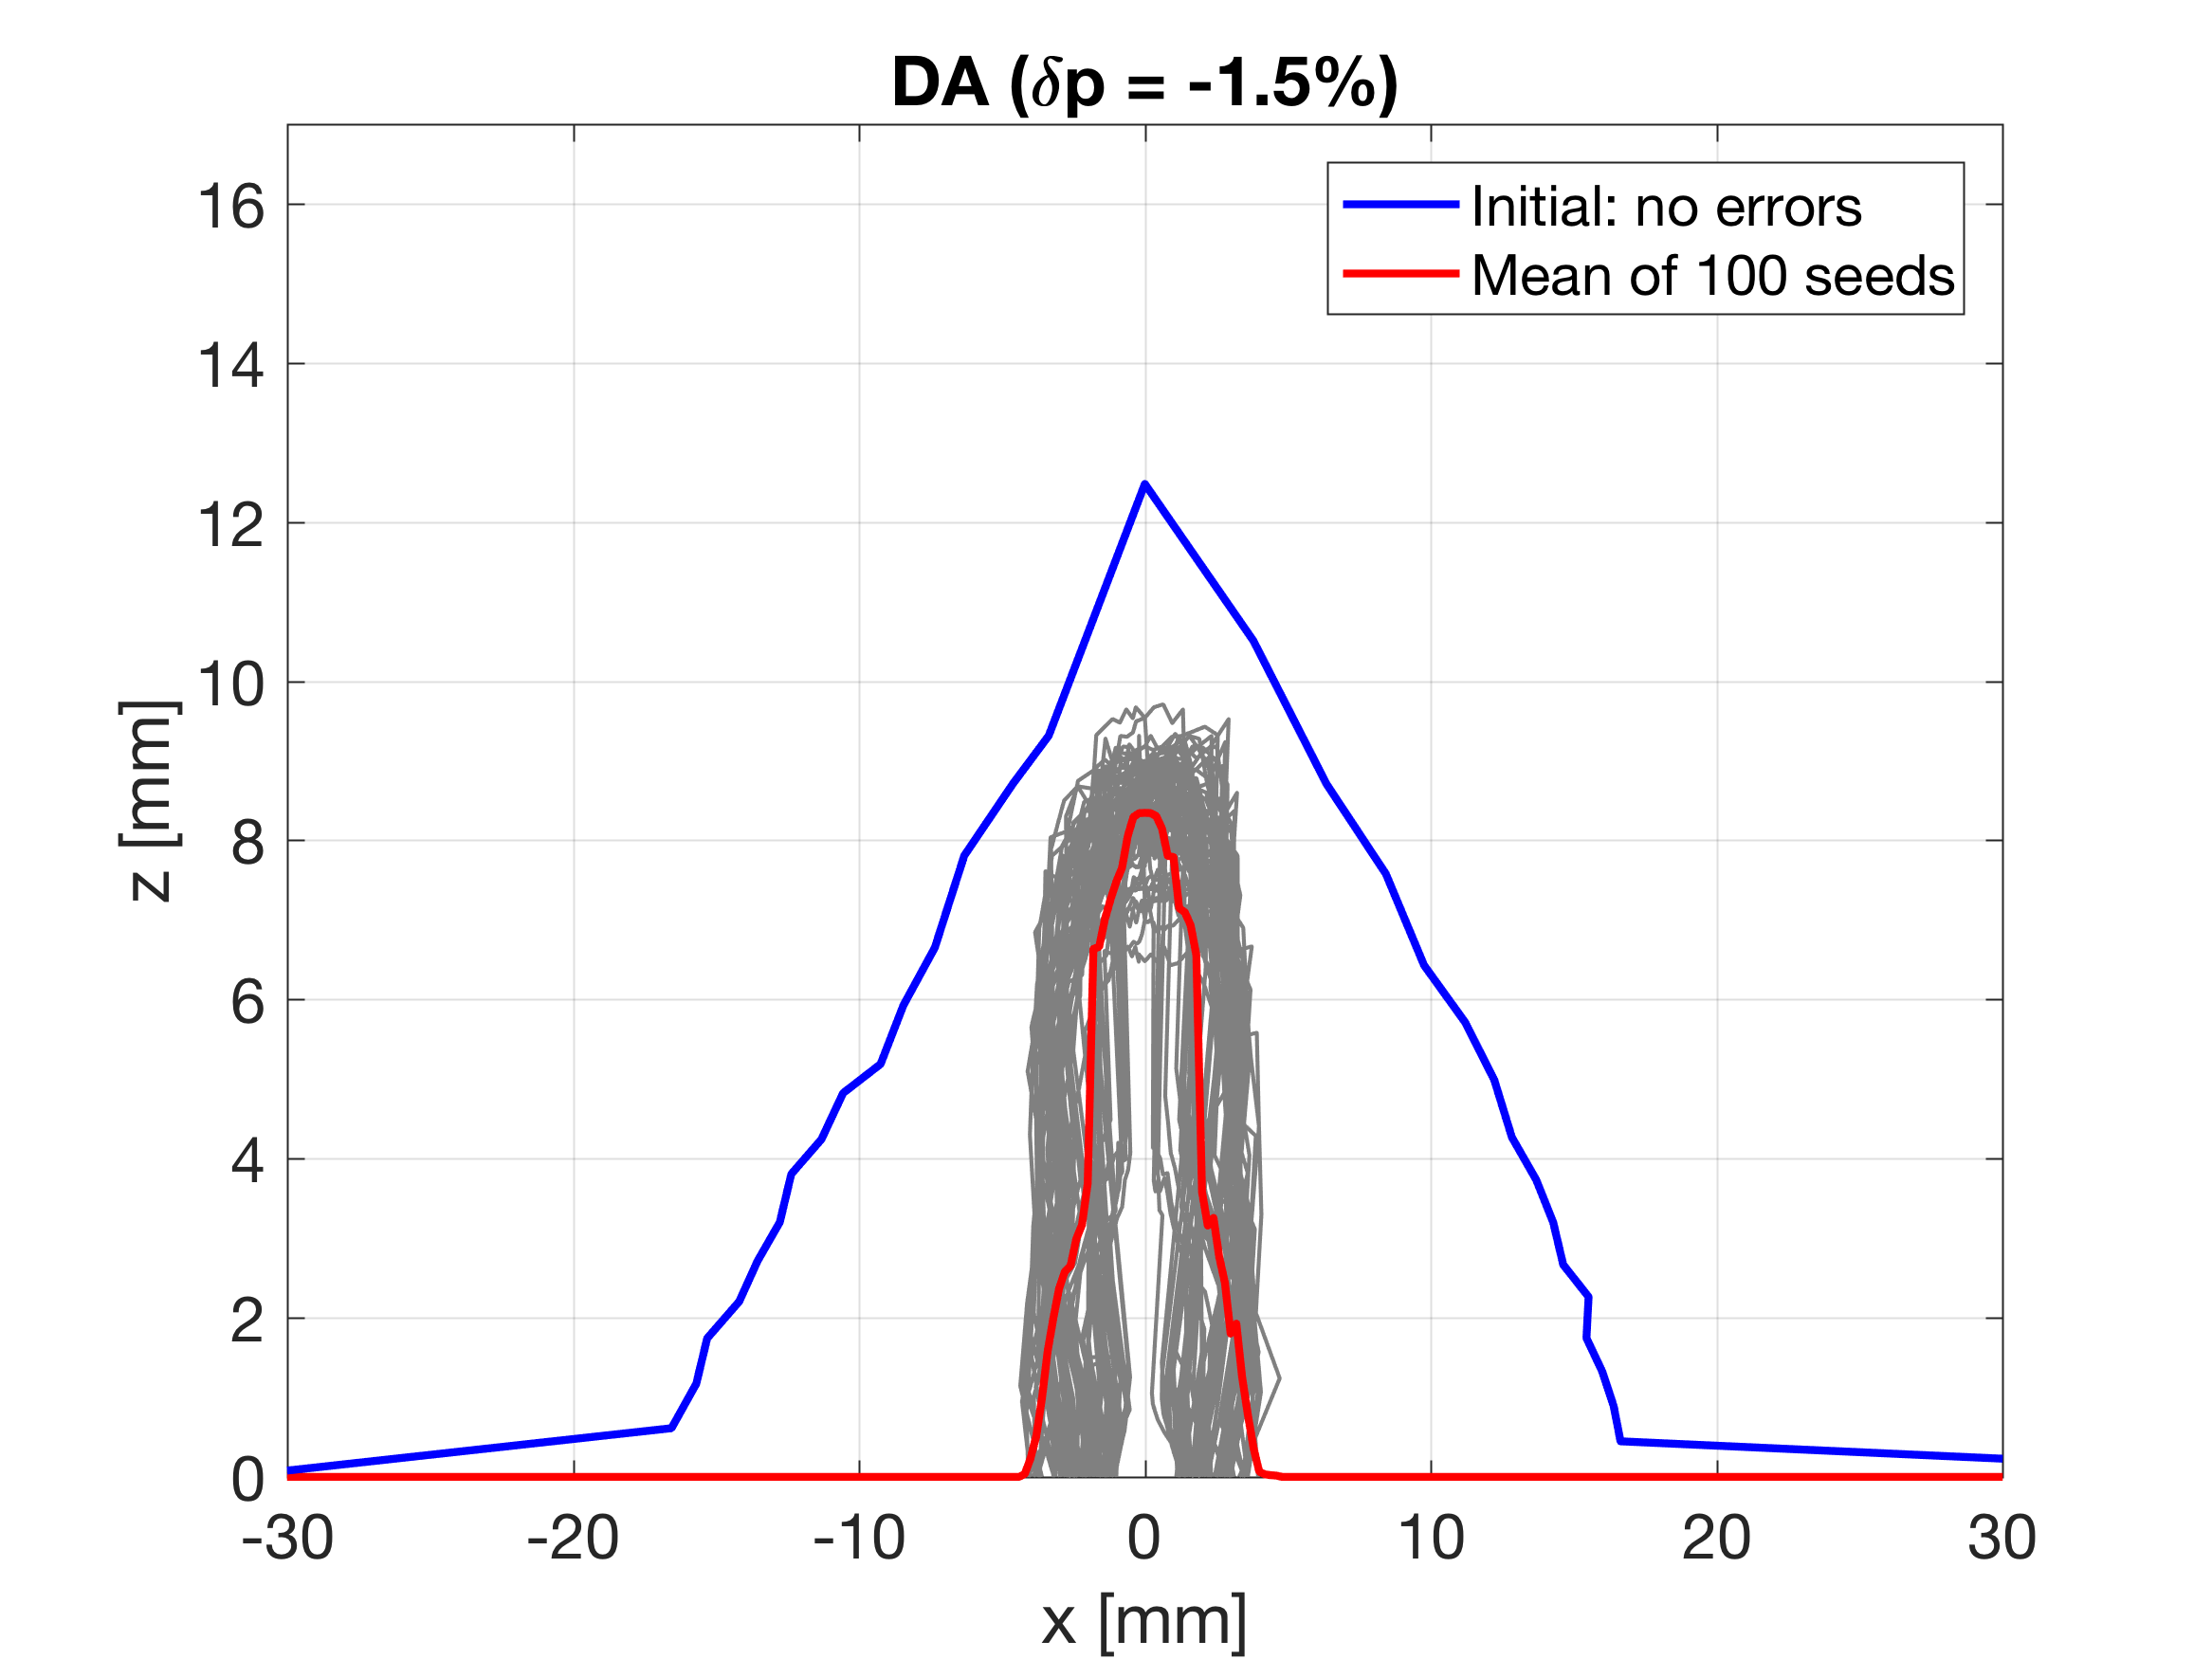 DA (δp = -1.5%)
Initial: no errors
Mean of 100 seeds
16
14
12
10
8
6
4
2
0
z [mm]
-30 -20 -10 0 10 20 30
x [mm]